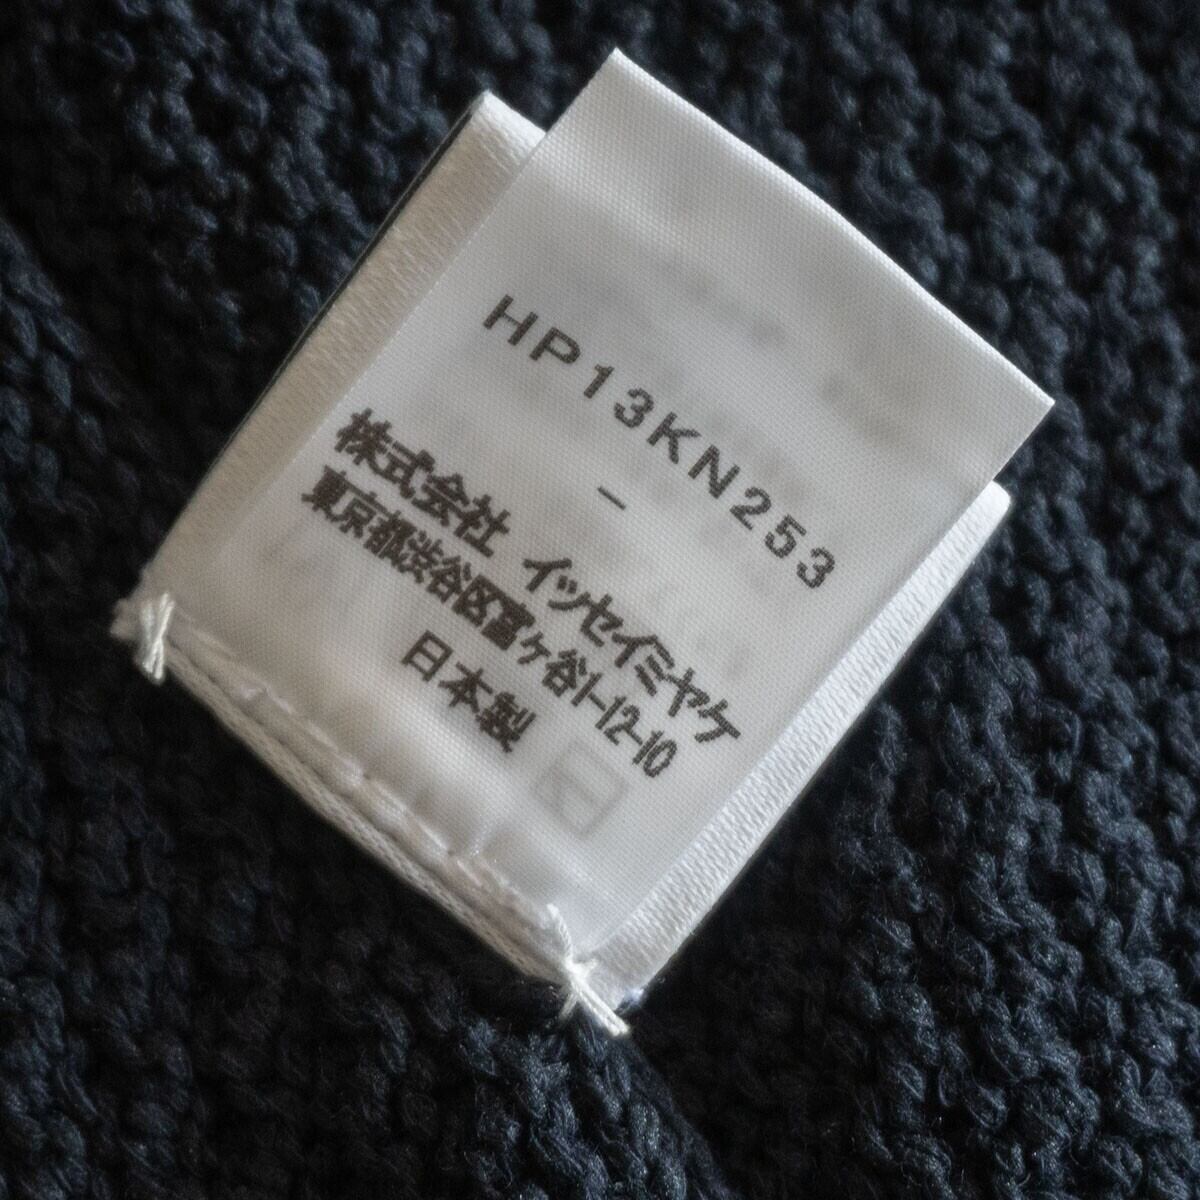 HP13KN253
–
株式会社 イッセイミヤケ
東京都渋谷区富ヶ谷1-12-10
日本製